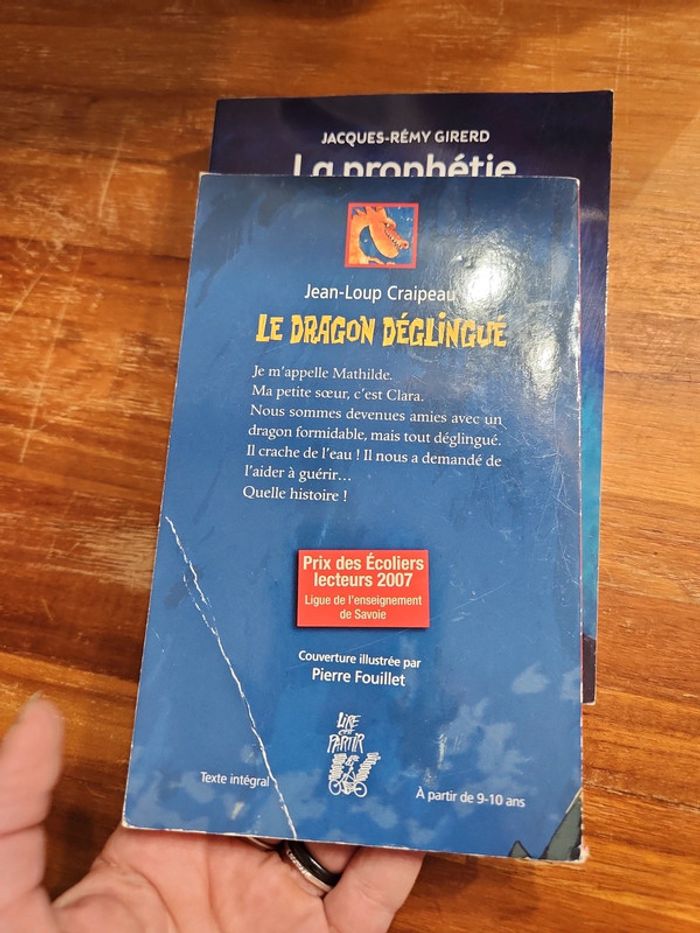 JACQUES-RÉMY GIRERD
La prophétie
Jean-Loup Craipeau
LE DRAGON DÉGLINGUÉ
Je m'appelle Mathilde.
Ma petite sœur, c'est Clara.
Nous sommes devenues amies avec un
dragon formidable, mais tout déglingué.
Il crache de l'eau ! Il nous a demandé de
l'aider à guérir...
Quelle histoire !
Prix des Écoliers
lecteurs 2007
Ligue de l'enseignement
de Savoie
Couverture illustrée par
Pierre Fouillet
LIRE
C'EST
PARTIR
Texte intégral
À partir de 9-10 ans